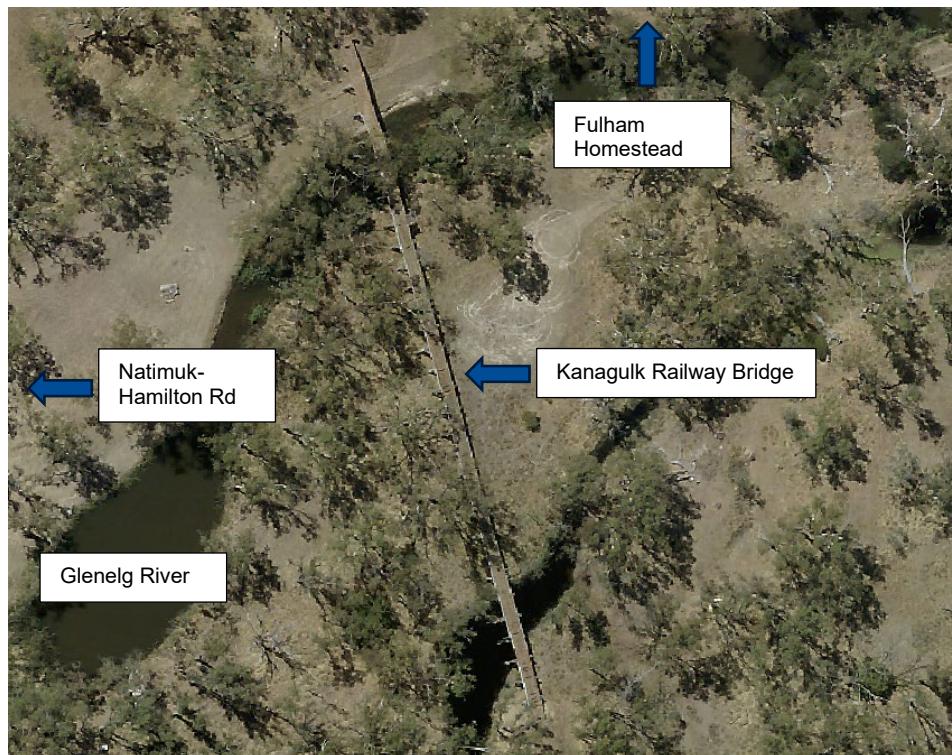 Fulham
Homestead
Natimuk-
Hamilton Rd
Kanagulk Railway Bridge
Glenelg River